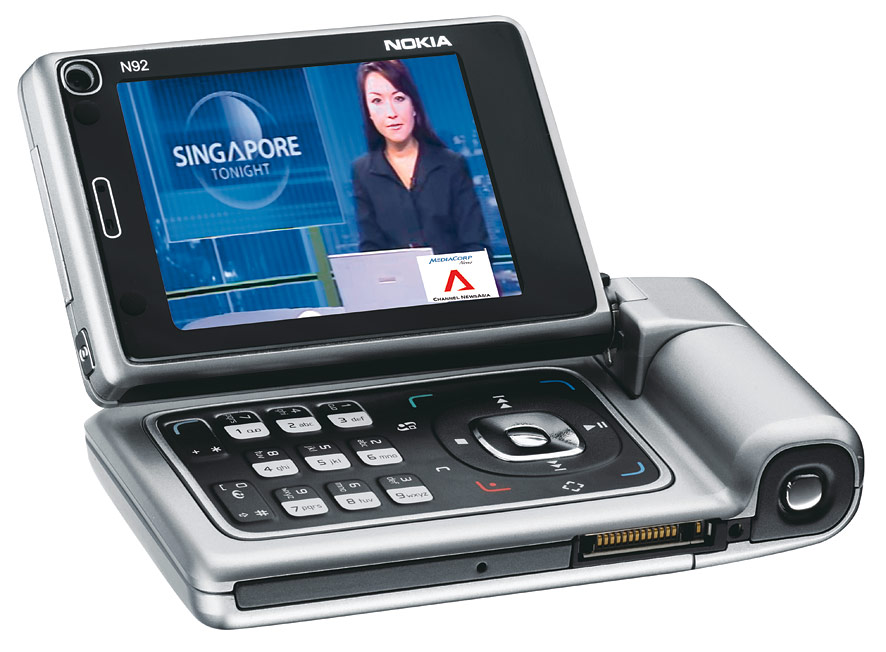 NOKIA
N92
SINGAPORE
TONIGHT
MEDIACORP
News
CHANNEL NEWSASIA
1
2 abc
3 def
+ *
4 ghi
5 jkl
6 mno
€
7 pqrs
8 tuv
9 wxyz
#